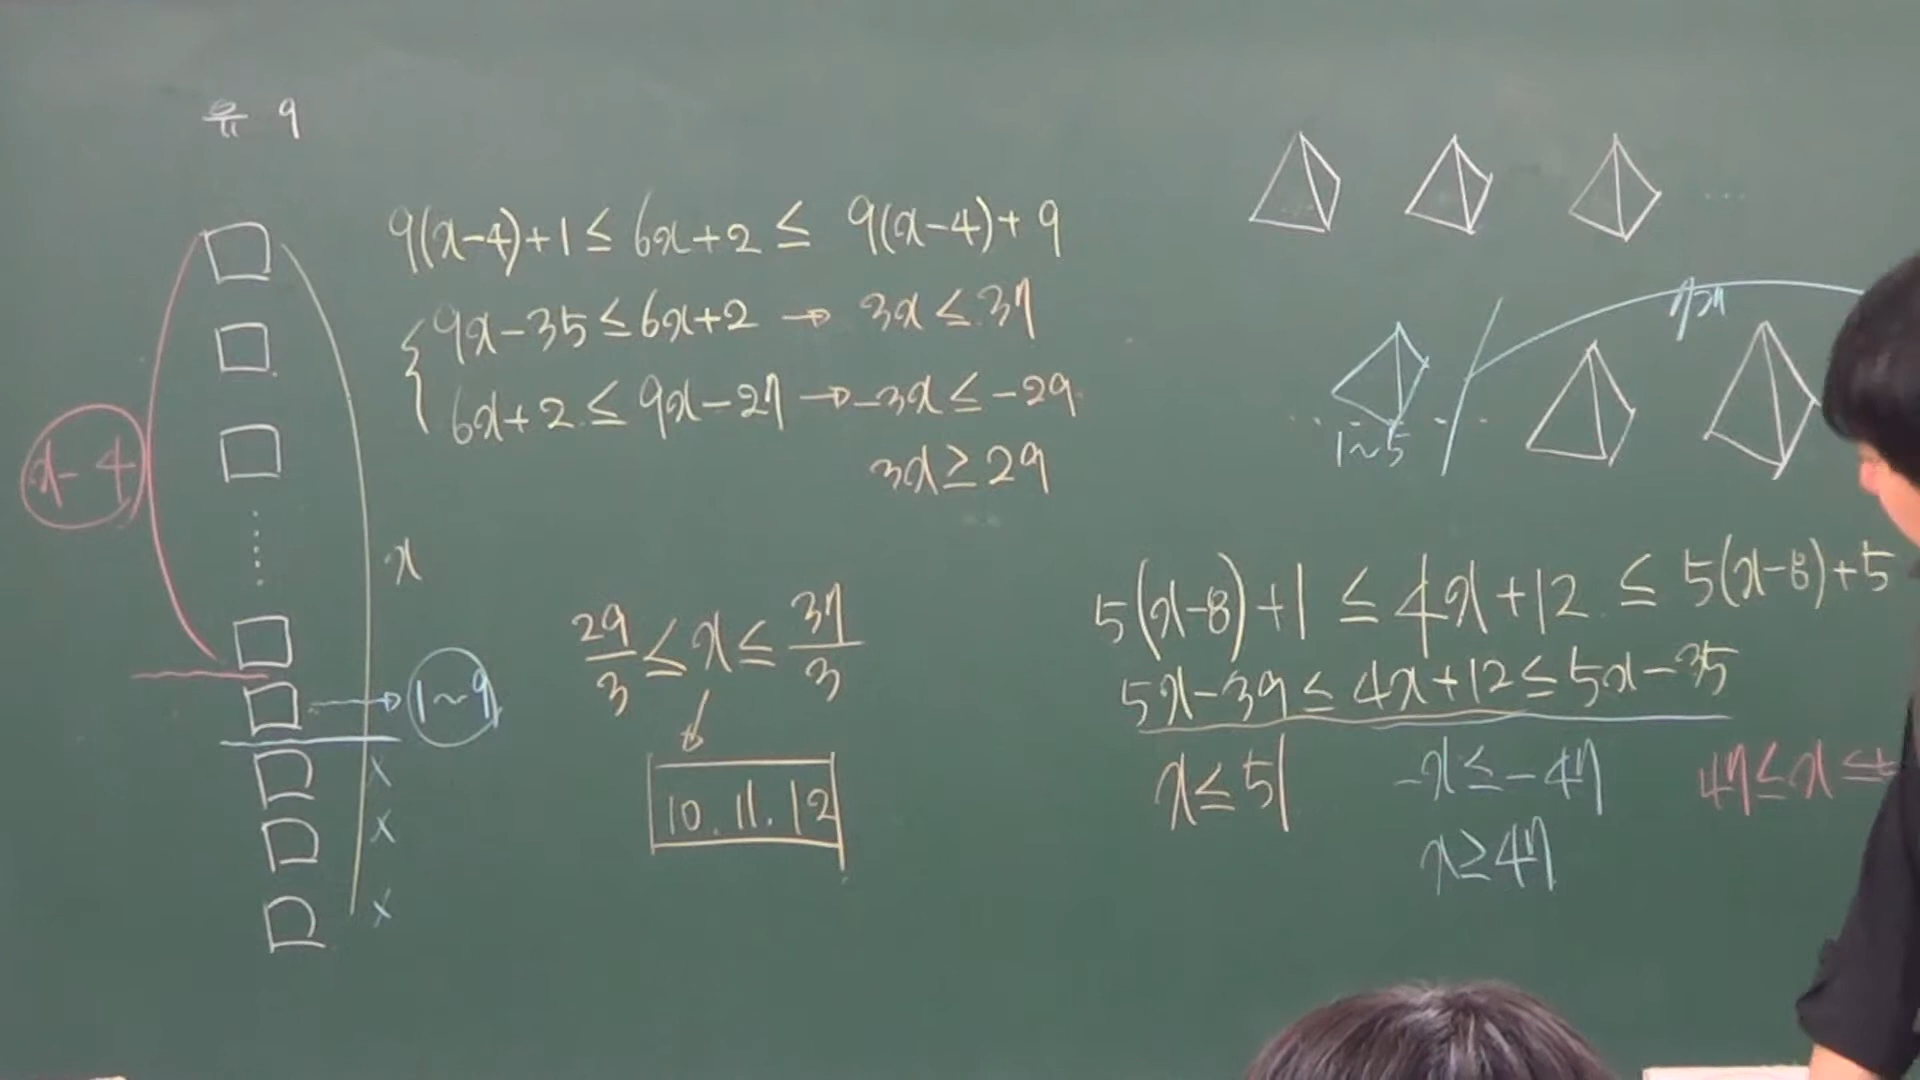 유 9
9(x-4)+1 ≤ 6x+2 ≤ 9(x-4)+9
9x-35 ≤ 6x+2 → 3x ≤ 37
6x+2 ≤ 9x-27 → -3x ≤ -29
3x ≥ 29
x-4
x
1~9
x
x
x
29/3 ≤ x ≤ 37/3
10. 11. 12
1~5
5(x-8)+1 ≤ 4x+12 ≤ 5(x-8)+5
5x-39 ≤ 4x+12 ≤ 5x-35
x ≤ 51
-x ≤ -47
47 ≤ x ≤
x ≥ 47